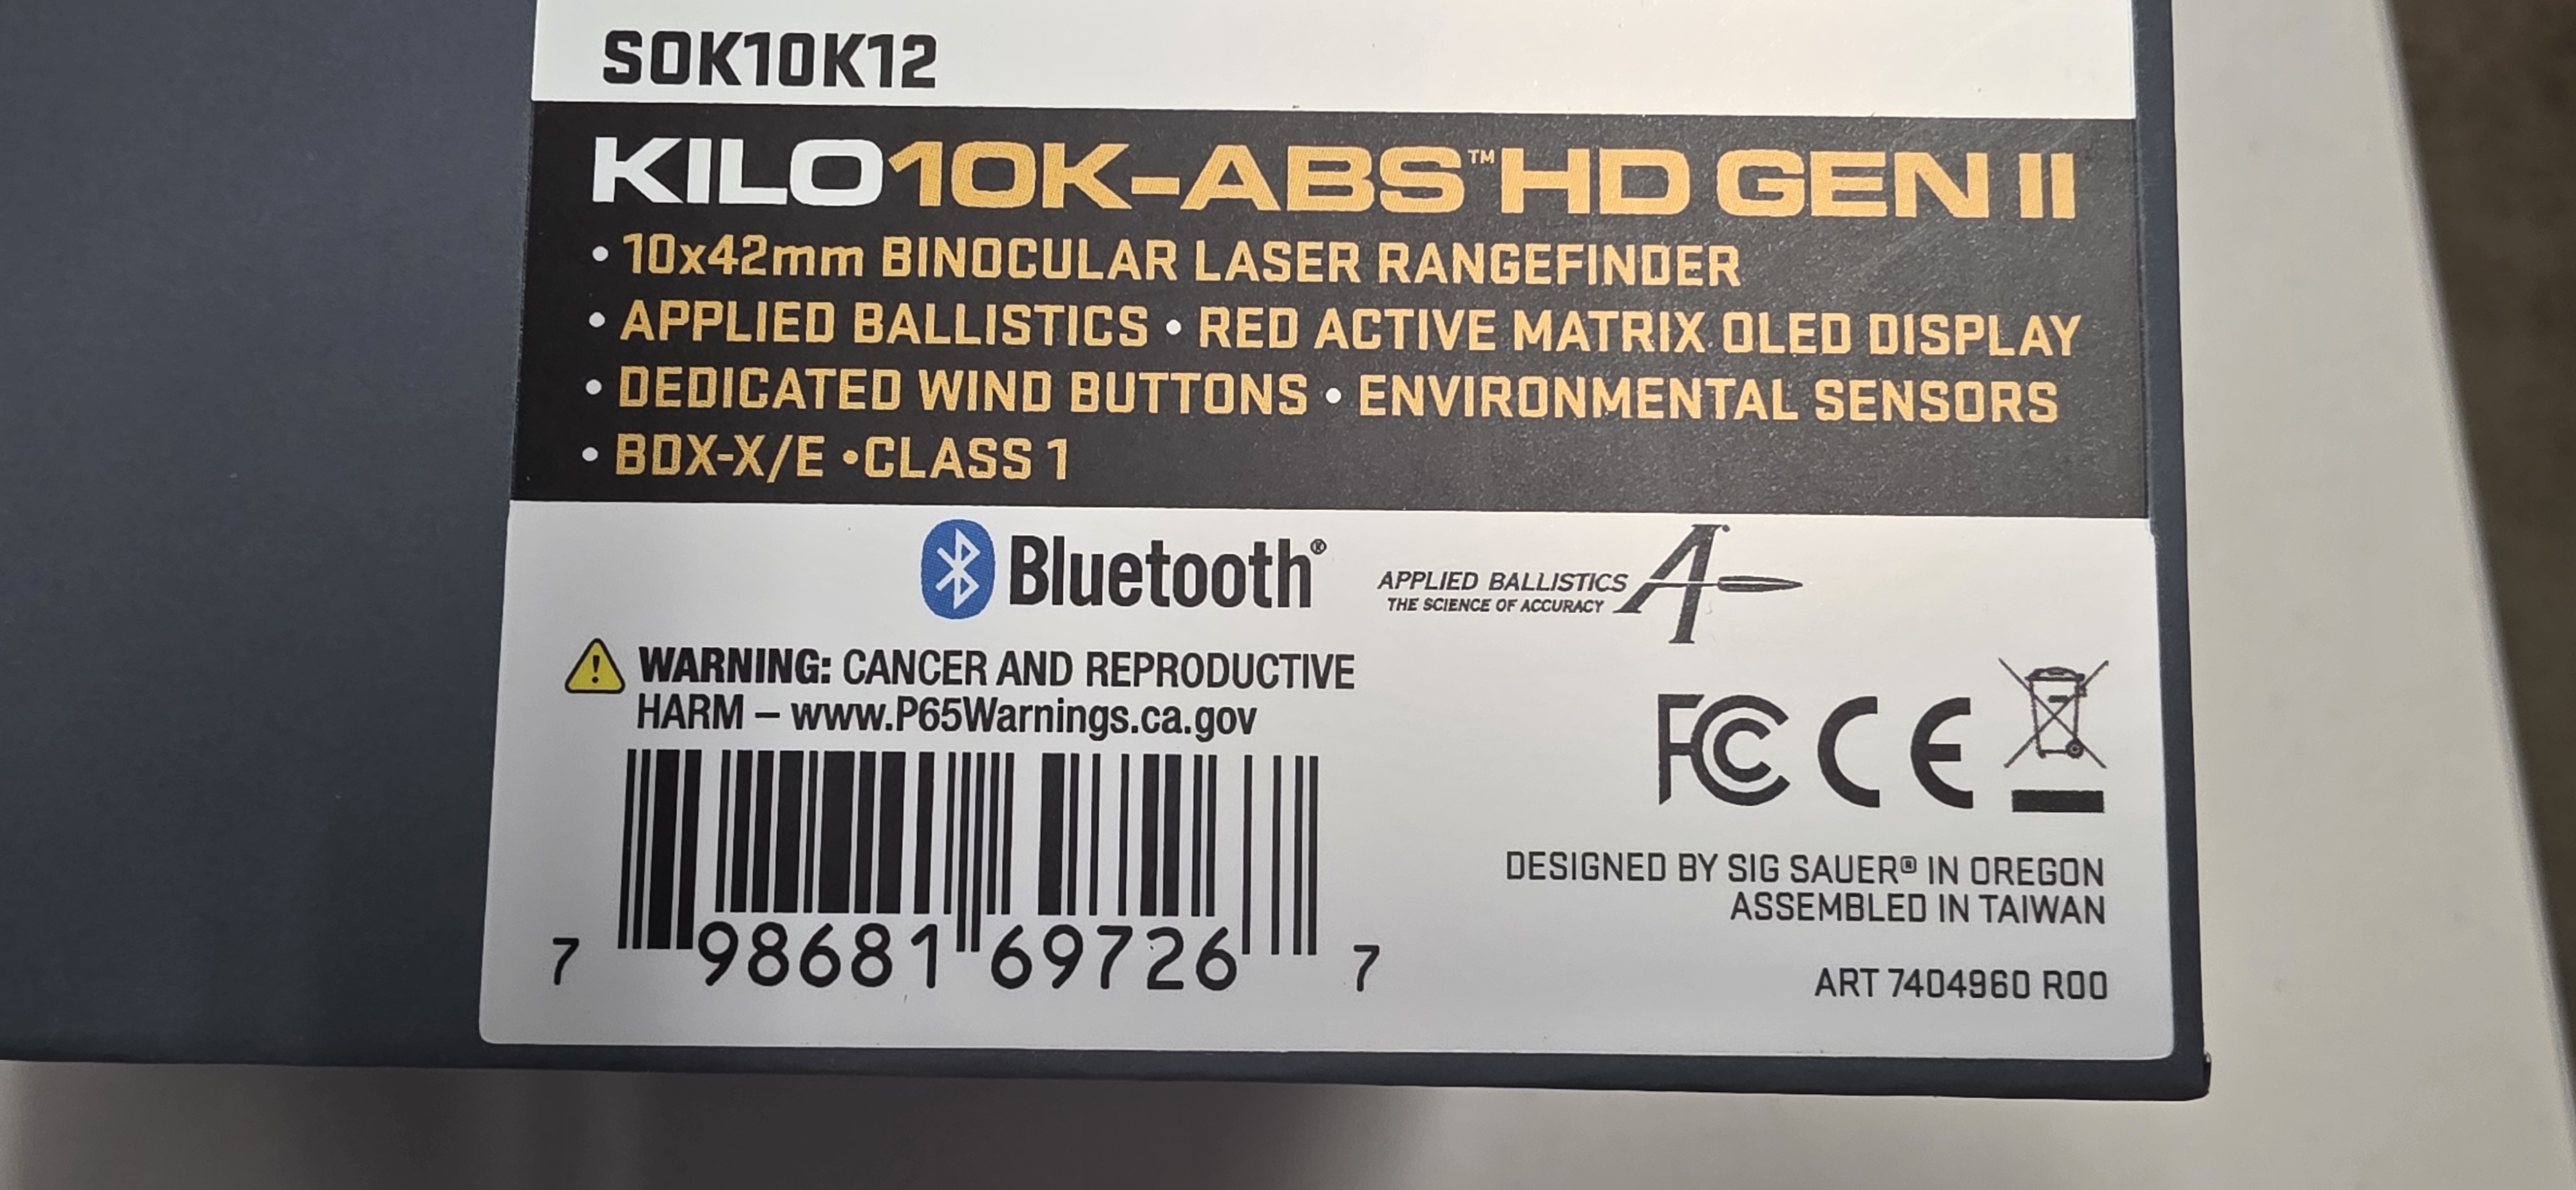 SOK10K12
KILO10K-ABS™ HD GEN II
• 10x42mm BINOCULAR LASER RANGEFINDER
• APPLIED BALLISTICS • RED ACTIVE MATRIX OLED DISPLAY
• DEDICATED WIND BUTTONS • ENVIRONMENTAL SENSORS
• BDX-X/E •CLASS 1
Bluetooth®
APPLIED BALLISTICS A
THE SCIENCE OF ACCURACY
WARNING: CANCER AND REPRODUCTIVE
HARM – www.P65Warnings.ca.gov
FC CE
7 98681 69726 7
DESIGNED BY SIG SAUER® IN OREGON
ASSEMBLED IN TAIWAN
ART 7404960 R00